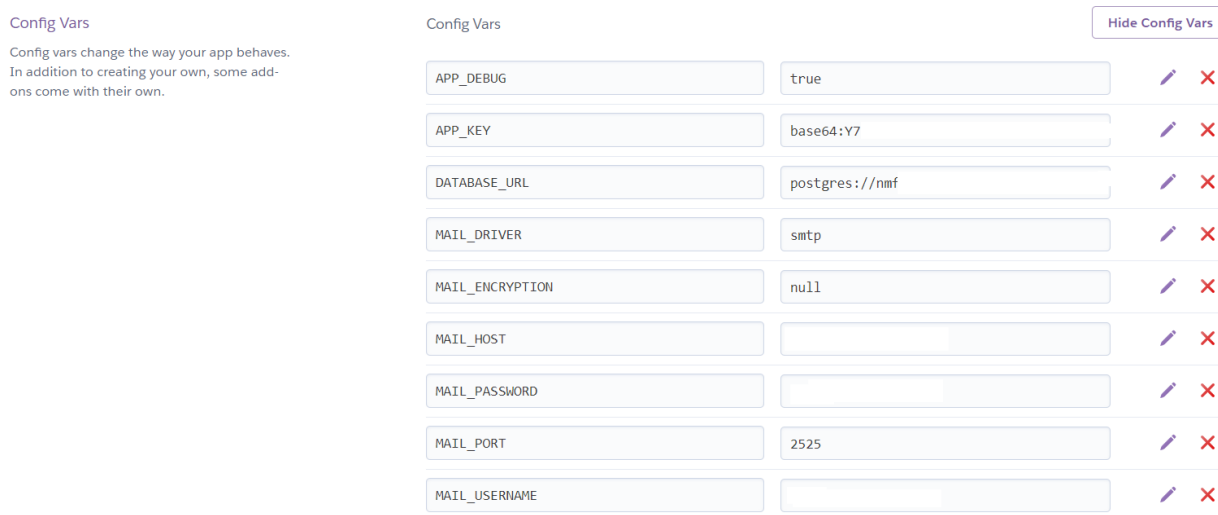 Config Vars
Config vars change the way your app behaves.
In addition to creating your own, some add-
ons come with their own.
Config Vars
Hide Config Vars
APP_DEBUG true
APP_KEY base64:Y7
DATABASE_URL postgres://nmf
MAIL_DRIVER smtp
MAIL_ENCRYPTION null
MAIL_HOST
MAIL_PASSWORD
MAIL_PORT 2525
MAIL_USERNAME